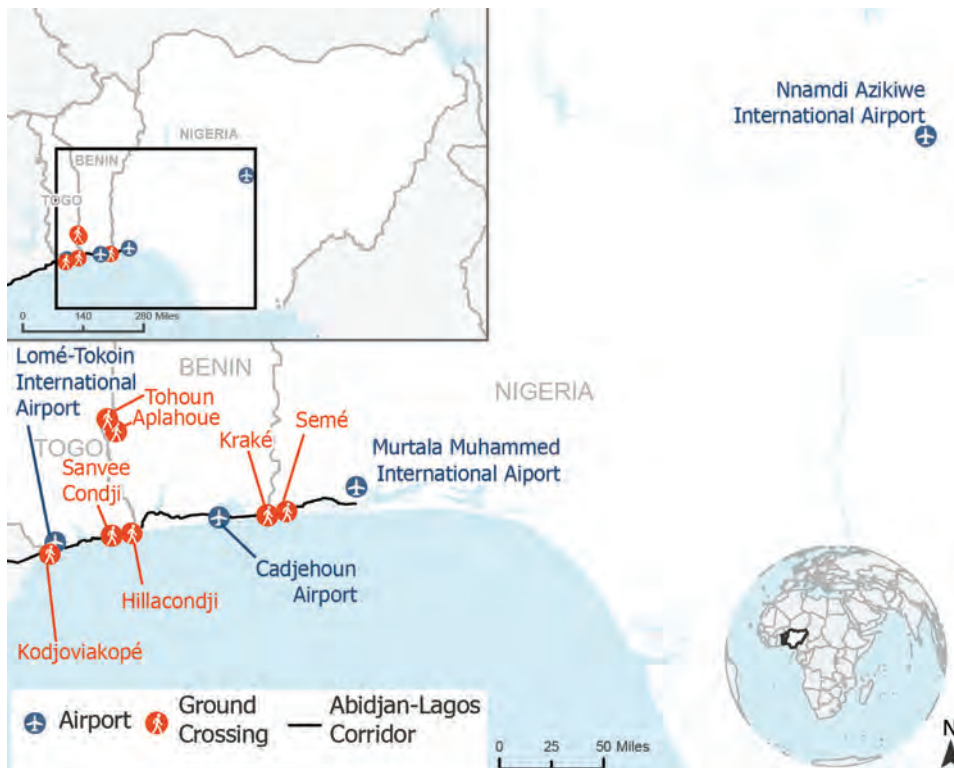 Nnamdi Azikiwe
International Airport
NIGERIA
BENIN
TOGO
0 140 280 Miles
Lomé-Tokoin
International
Airport
BENIN
NIGERIA
Tohoun
Aplahoue
TOGO
Kraké
Semé
Sanvee
Condji
Murtala Muhammed
International Aiport
Cadjehoun
Airport
Hillacondji
Kodjoviakopé
Airport
Ground
Crossing
Abidjan-Lagos
Corridor
0 25 50 Miles
N